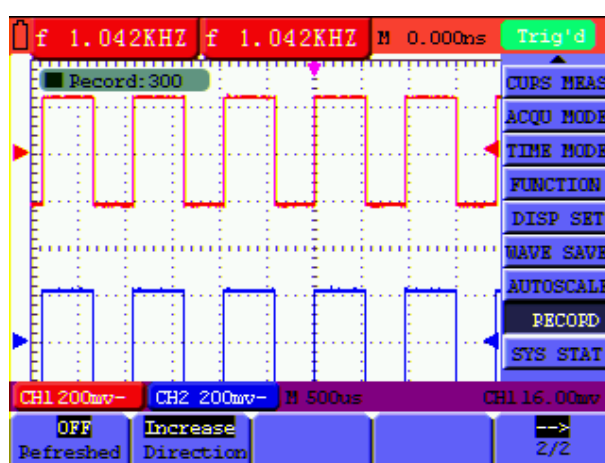 f 1.042KHZ f 1.042KHZ M 0.000ns Trig'd
Record:300
CURS MEAS
ACQU MODE
TIME MODE
FUNCTION
DISP SET
WAVE SAVE
AUTOSCALE
RECORD
SYS STAT
CH1 200mv- CH2 200mv- M 500us CH1 16.00mv
OFF Increase -->
Refreshed Direction 2/2